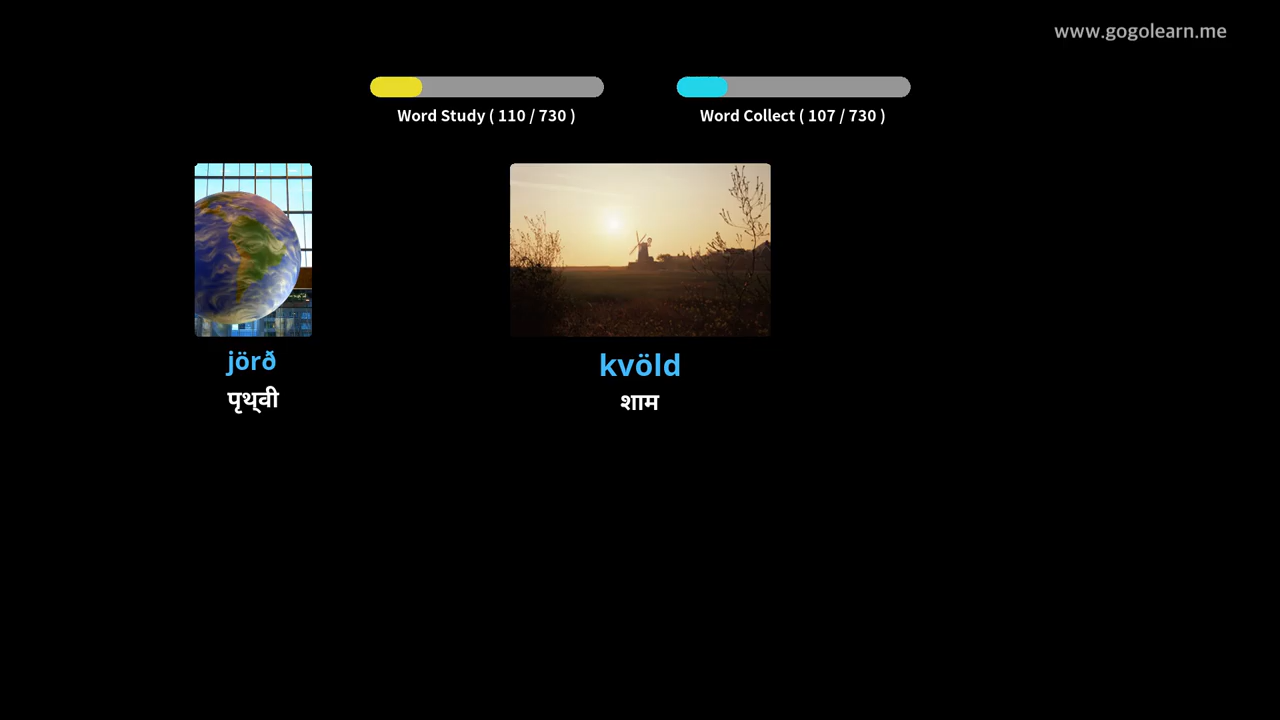 www.gogolearn.me
Word Study ( 110 / 730 )
Word Collect ( 107 / 730 )
jörð
पृथ्वी
kvöld
शाम